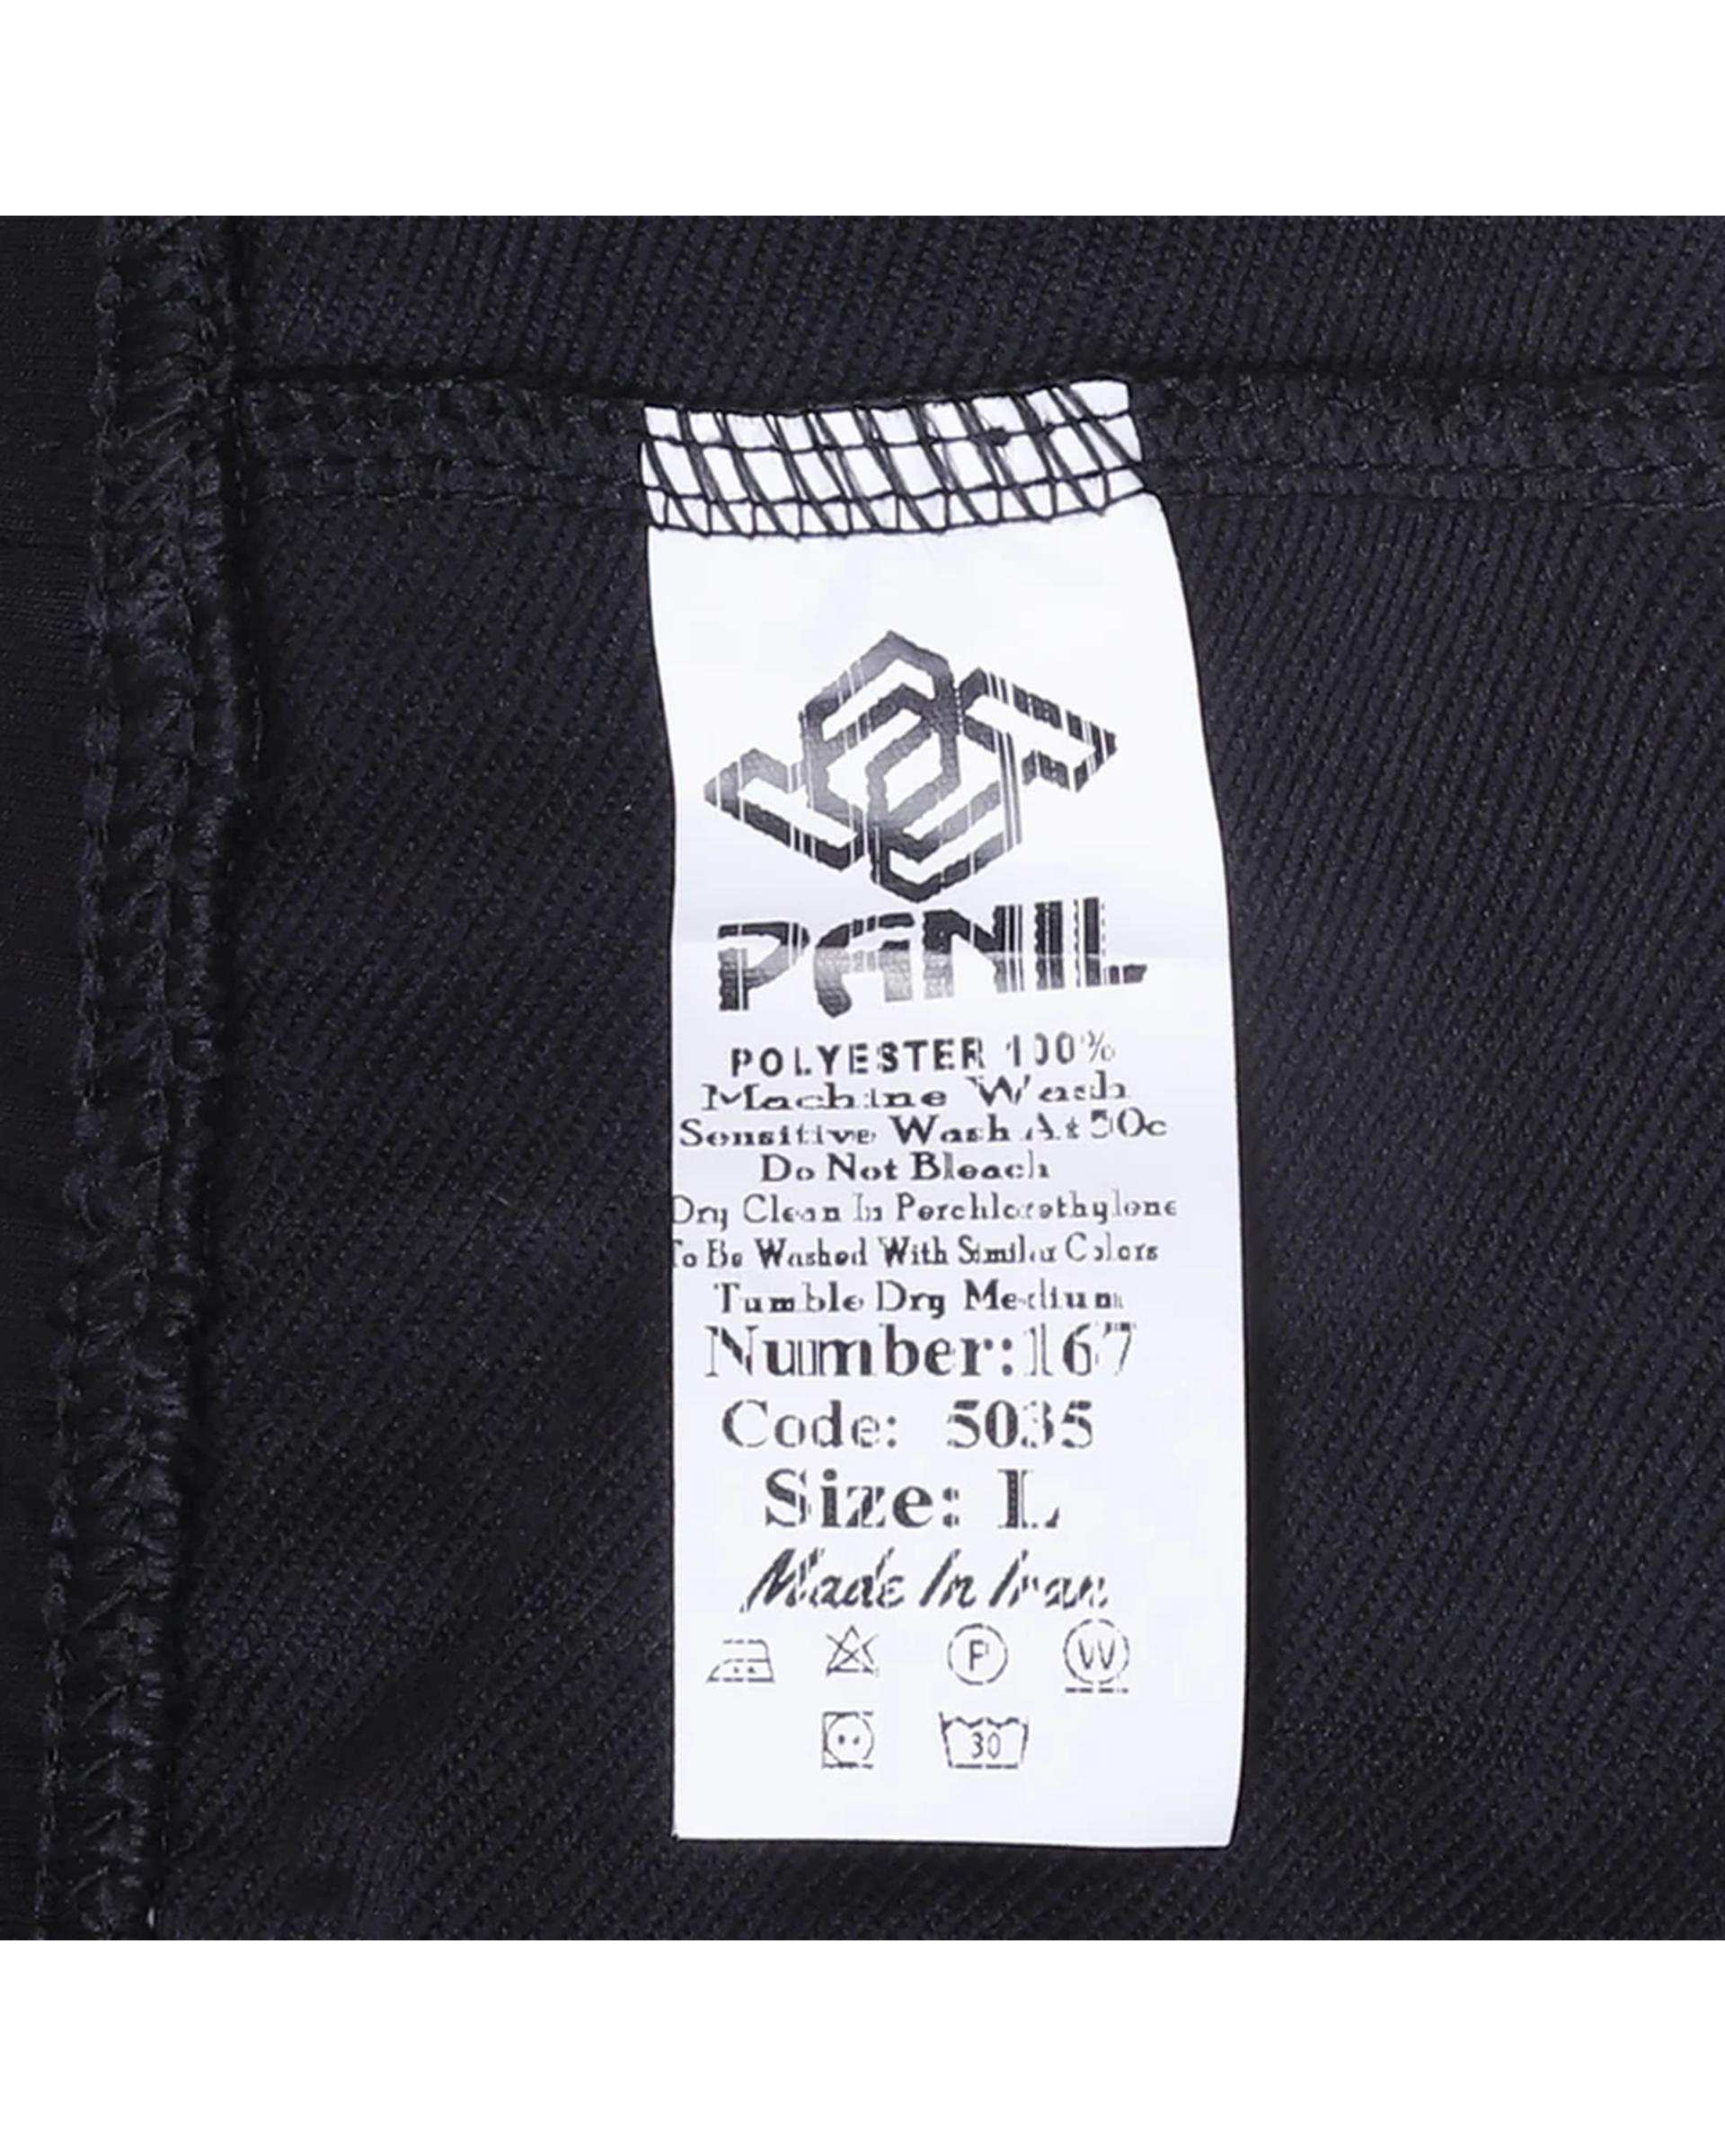 PANIL
POLYESTER 100%
Machine Wash
Sensitive Wash At 30c
Do Not Bleach
Dry Clean In Perchlorethylene
To Be Washed With Similar Colors
Tumble Dry Medium
Number:167
Code: 5035
Size: L
Made In Iran
P W
30